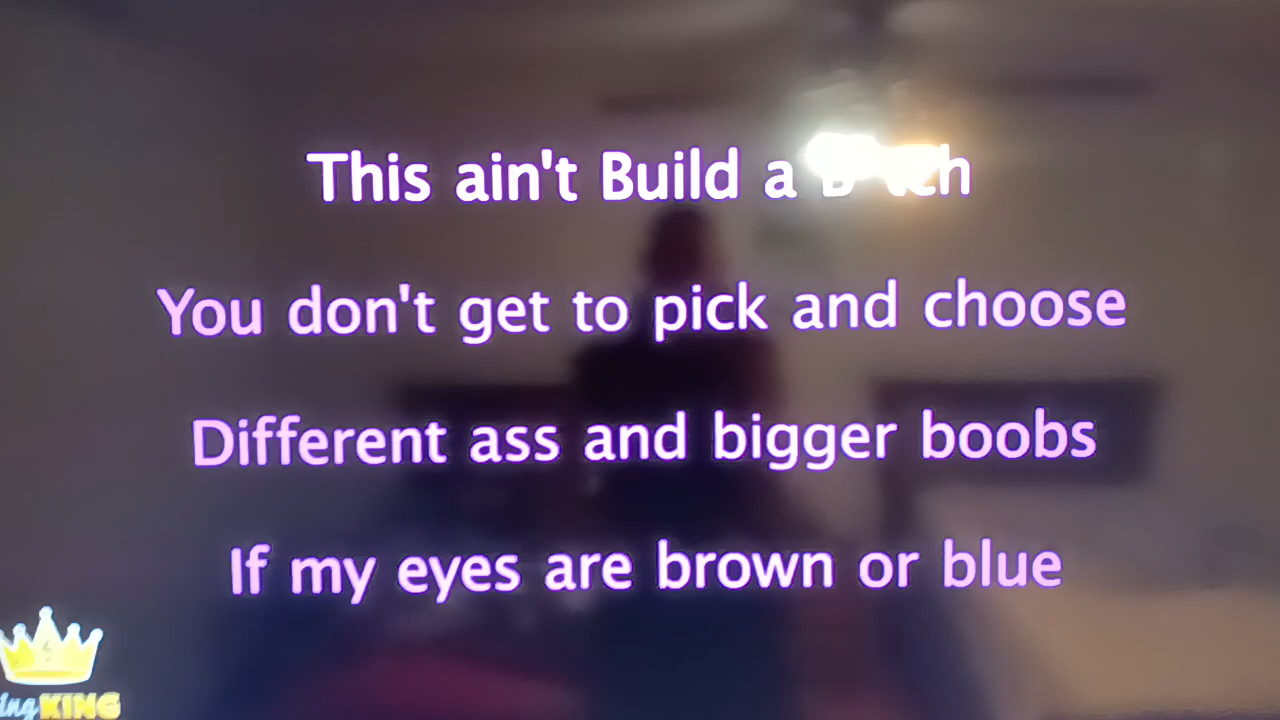 This ain't Build a
You don't get to pick and choose
Different ass and bigger boobs
If my eyes are brown or blue
KING